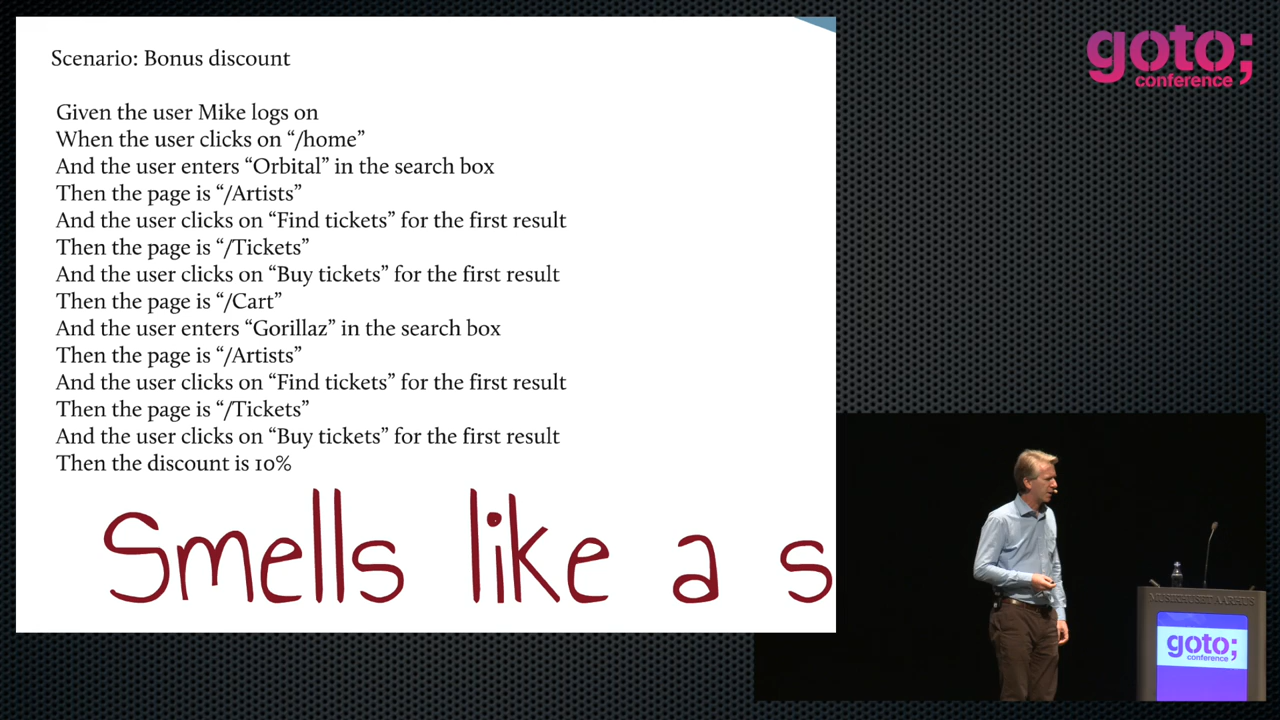 Scenario: Bonus discount
Given the user Mike logs on
When the user clicks on “/home”
And the user enters “Orbital” in the search box
Then the page is “/Artists”
And the user clicks on “Find tickets” for the first result
Then the page is “/Tickets”
And the user clicks on “Buy tickets” for the first result
Then the page is “/Cart”
And the user enters “Gorillaz” in the search box
Then the page is “/Artists”
And the user clicks on “Find tickets” for the first result
Then the page is “/Tickets”
And the user clicks on “Buy tickets” for the first result
Then the discount is 10%
Smells like a s
goto;
conference
MUSIKHUSET AARHUS
goto;
conference